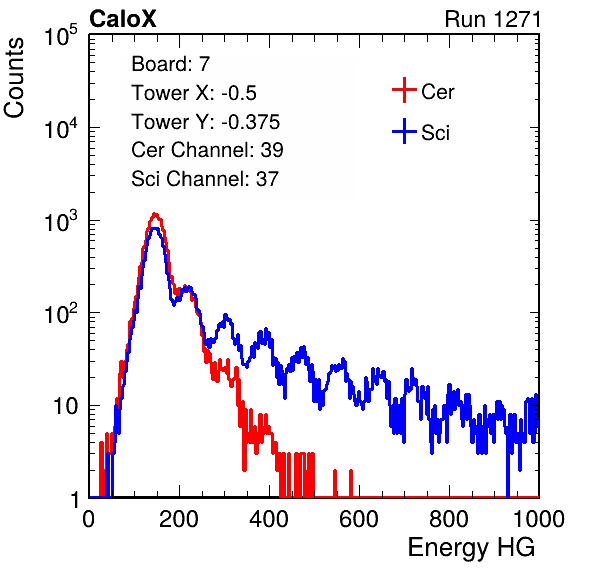 CaloX Run 1271
Counts
10^5
10^4
10^3
10^2
10
1
Board: 7
Tower X: -0.5
Tower Y: -0.375
Cer Channel: 39
Sci Channel: 37
Cer
Sci
0 200 400 600 800 1000
Energy HG